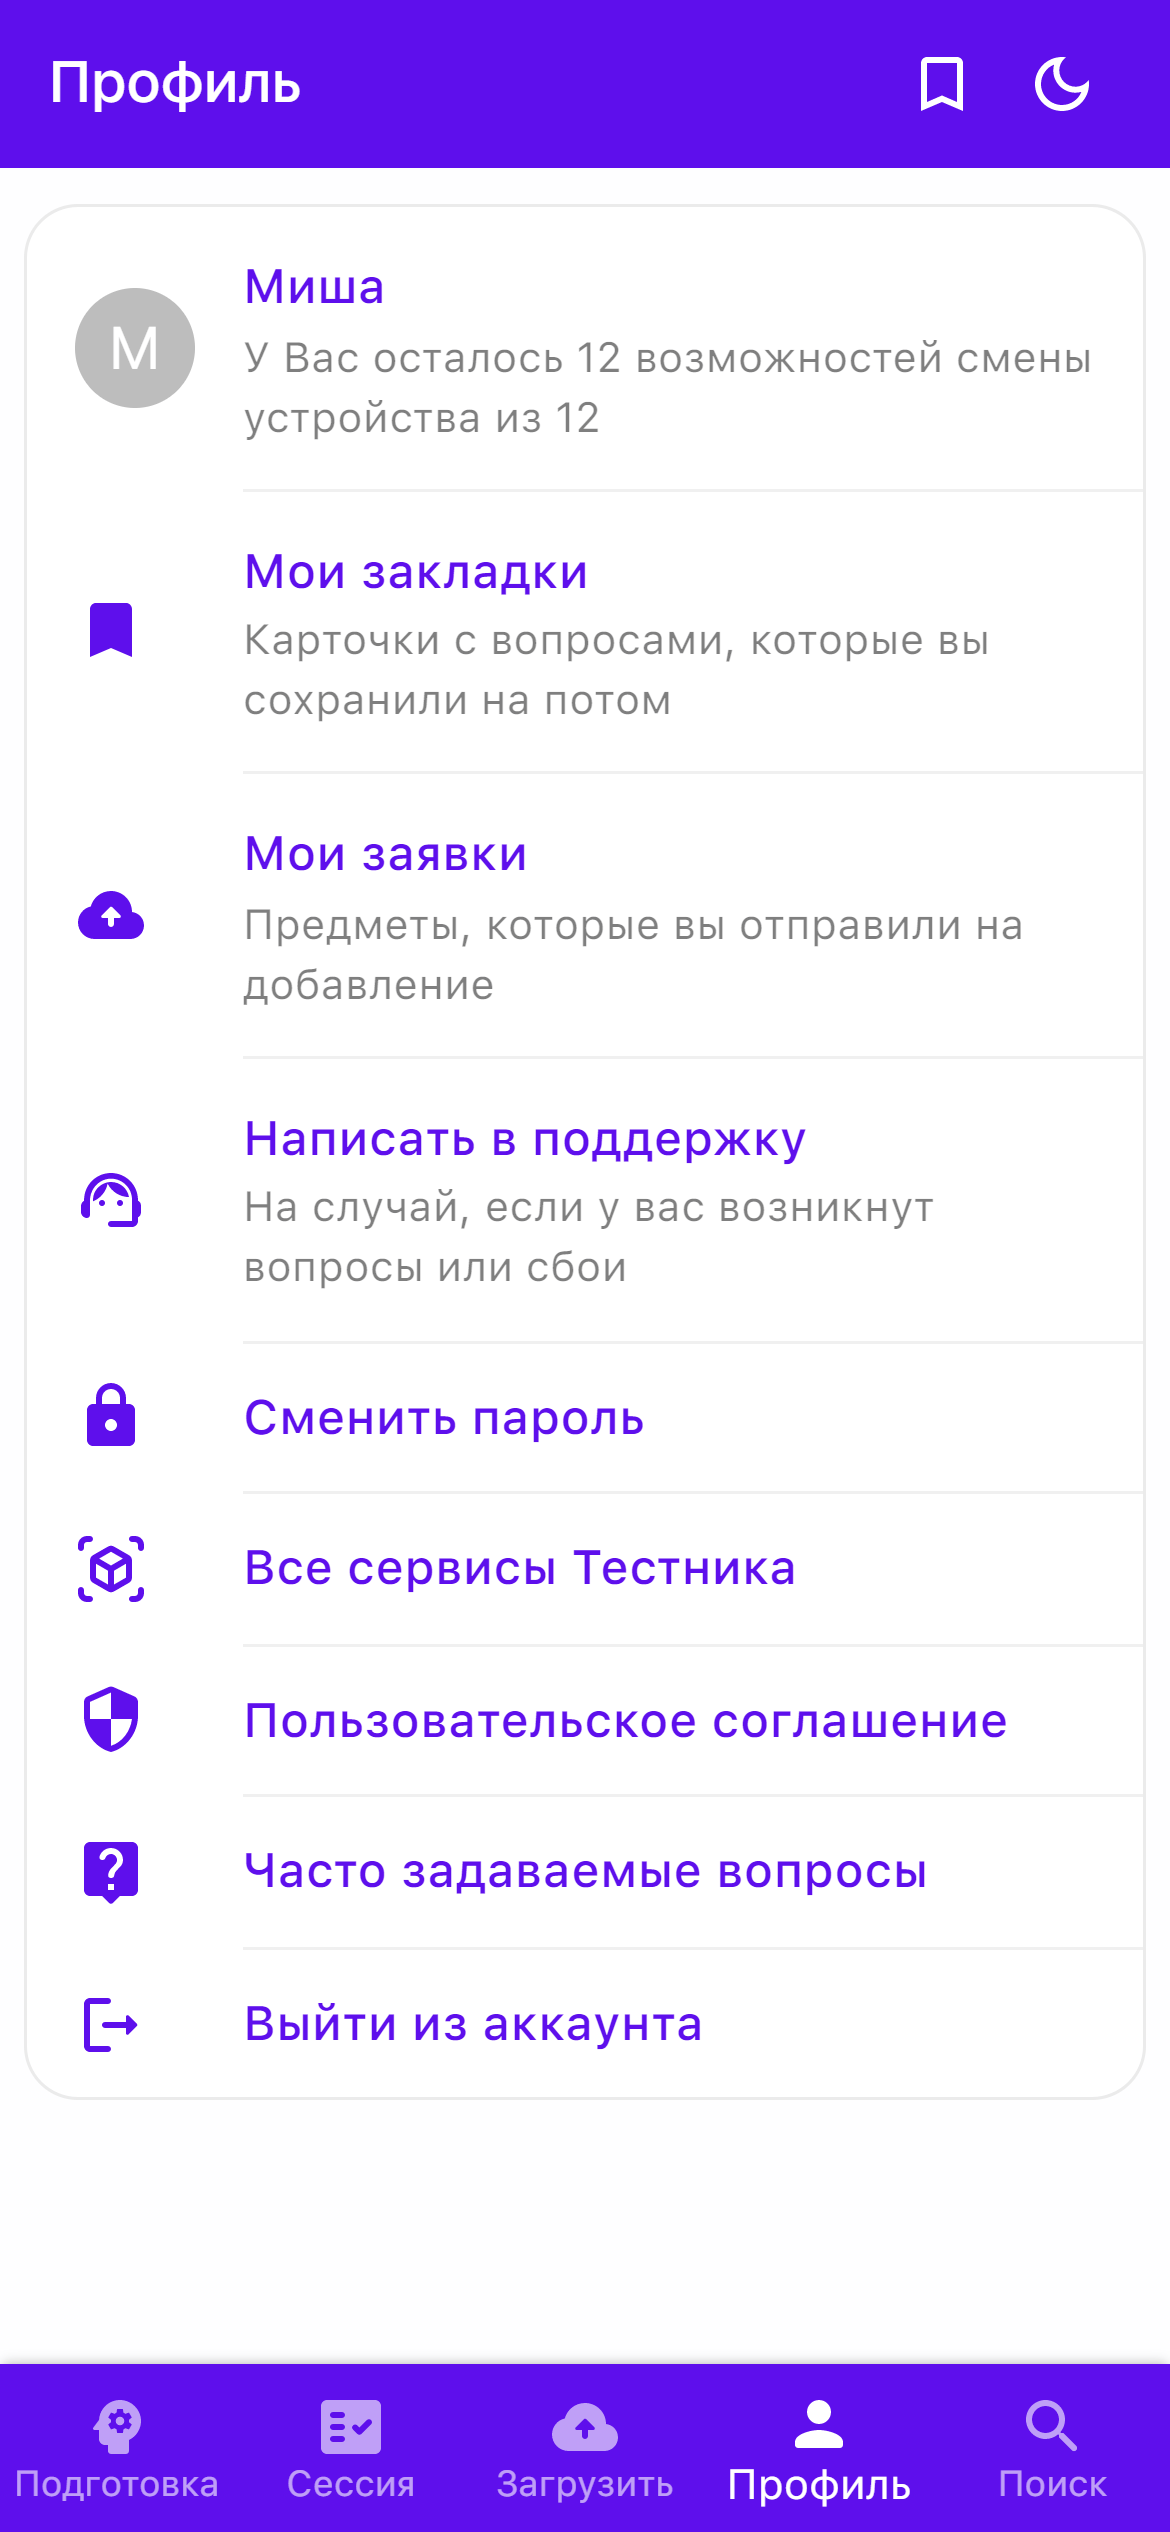 Профиль
М
Миша
У Вас осталось 12 возможностей смены
устройства из 12
Мои закладки
Карточки с вопросами, которые вы
сохранили на потом
Мои заявки
Предметы, которые вы отправили на
добавление
Написать в поддержку
На случай, если у вас возникнут
вопросы или сбои
Сменить пароль
Все сервисы Тестника
Пользовательское соглашение
Часто задаваемые вопросы
Выйти из аккаунта
Подготовка
Сессия
Загрузить
Профиль
Поиск